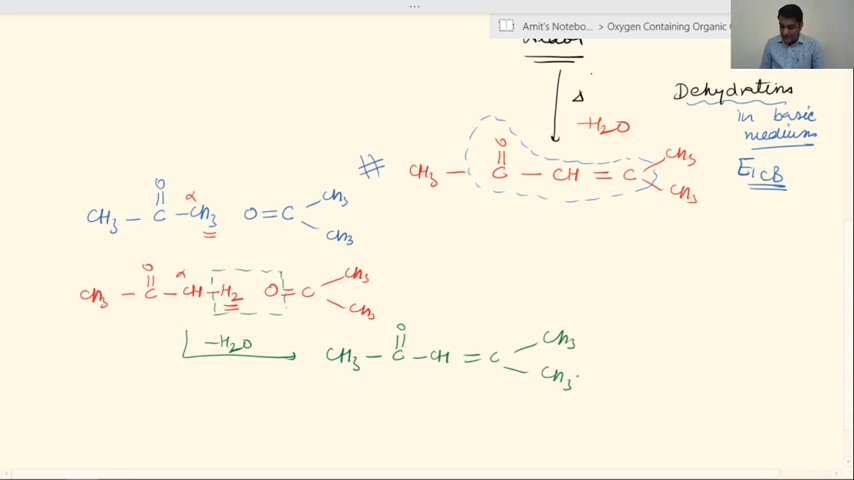 Amit's Notebo... > Oxygen Containing Organic
Δ
-H2O
Dehydratins
in basic
mediums
E1CB
#
CH3 - C - CH = C
O
CH3
CH3
CH3 - C - CH3 O = C
O
α
CH3
CH3
CH3 - C - CH - H2 O = C
O
α
CH3
CH3
-H2O
CH3 - C - CH = C
O
CH3
CH3